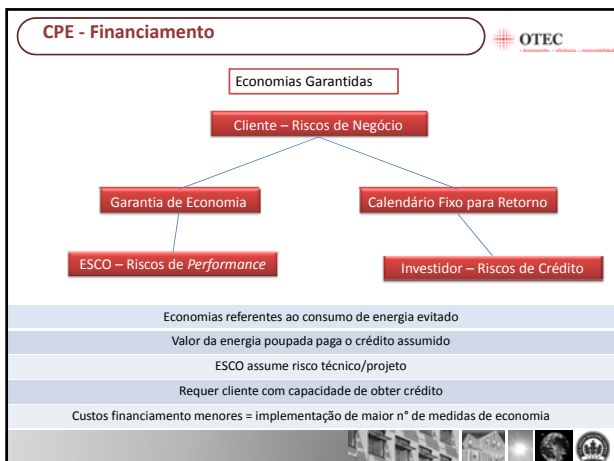 CPE - Financiamento
OTEC
Economias Garantidas
Cliente – Riscos de Negócio
Garantia de Economia
Calendário Fixo para Retorno
ESCO – Riscos de Performance
Investidor – Riscos de Crédito
Economias referentes ao consumo de energia evitado
Valor da energia poupada paga o crédito assumido
ESCO assume risco técnico/projeto
Requer cliente com capacidade de obter crédito
Custos financiamento menores = implementação de maior n° de medidas de economia